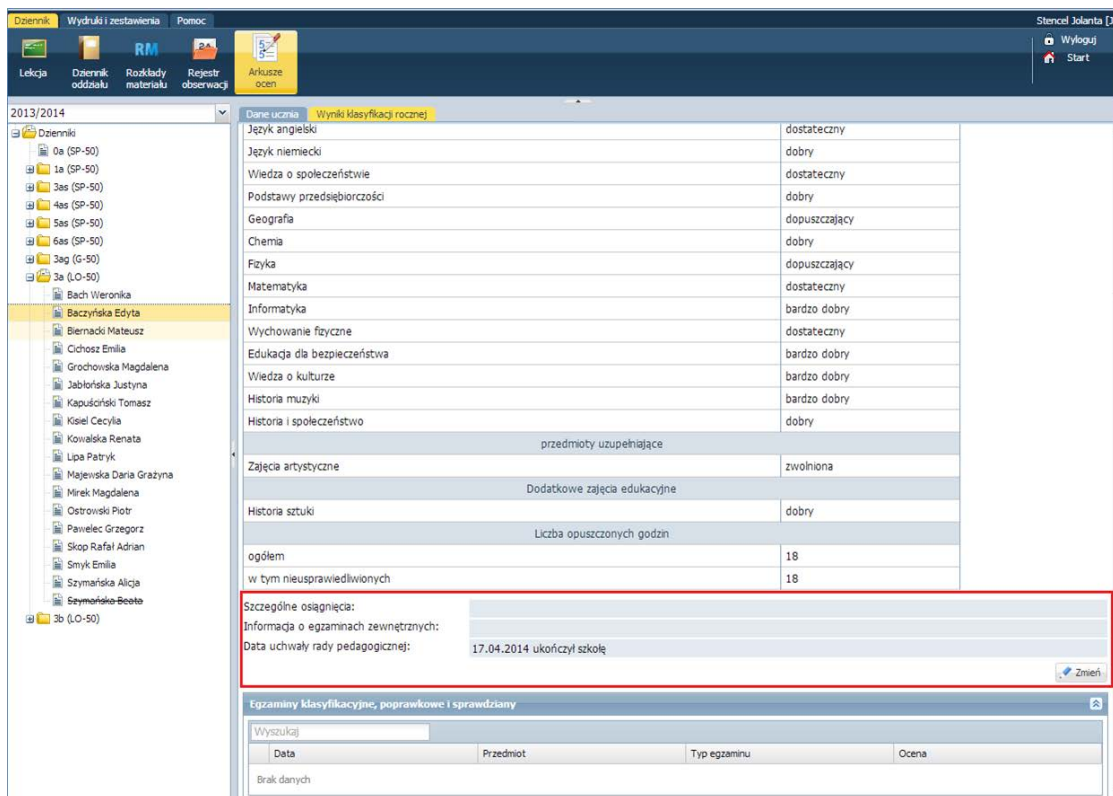 Dziennik Wydruki i zestawienia Pomoc
Stencel Jolanta [J
Lekcja
Dziennik oddziału
RM Rozkłady materiału
Rejestr obserwacji
Arkusze ocen
Wyloguj
Start
2013/2014
Dzienniki
0a (SP-50)
1a (SP-50)
3as (SP-50)
4as (SP-50)
5as (SP-50)
6as (SP-50)
3ag (G-50)
3a (LO-50)
Bach Weronika
Baczyńska Edyta
Biernacki Mateusz
Cichosz Emilia
Grochowska Magdalena
Jabłońska Justyna
Kapuściński Tomasz
Kisiel Cecylia
Kowalska Renata
Lipa Patryk
Majewska Daria Grażyna
Mirek Magdalena
Ostrowski Piotr
Pawelec Grzegorz
Skop Rafał Adrian
Smyk Emilia
Szymańska Alicja
Szymańska Beata
3b (LO-50)
Dane ucznia Wyniki klasyfikacji rocznej
Język angielski dostateczny
Język niemiecki dobry
Wiedza o społeczeństwie dostateczny
Podstawy przedsiębiorczości dobry
Geografia dopuszczający
Chemia dobry
Fizyka dopuszczający
Matematyka dostateczny
Informatyka bardzo dobry
Wychowanie fizyczne dostateczny
Edukacja dla bezpieczeństwa bardzo dobry
Wiedza o kulturze bardzo dobry
Historia muzyki bardzo dobry
Historia i społeczeństwo dobry
przedmioty uzupełniające
Zajęcia artystyczne zwolniona
Dodatkowe zajęcia edukacyjne
Historia sztuki dobry
Liczba opuszczonych godzin
ogółem 18
w tym nieusprawiedliwionych 18
Szczególne osiągnięcia:
Informacja o egzaminach zewnętrznych:
Data uchwały rady pedagogicznej: 17.04.2014 ukończył szkołę
Zmień
Egzaminy klasyfikacyjne, poprawkowe i sprawdziany
Wyszukaj
Data Przedmiot Typ egzaminu Ocena
Brak danych